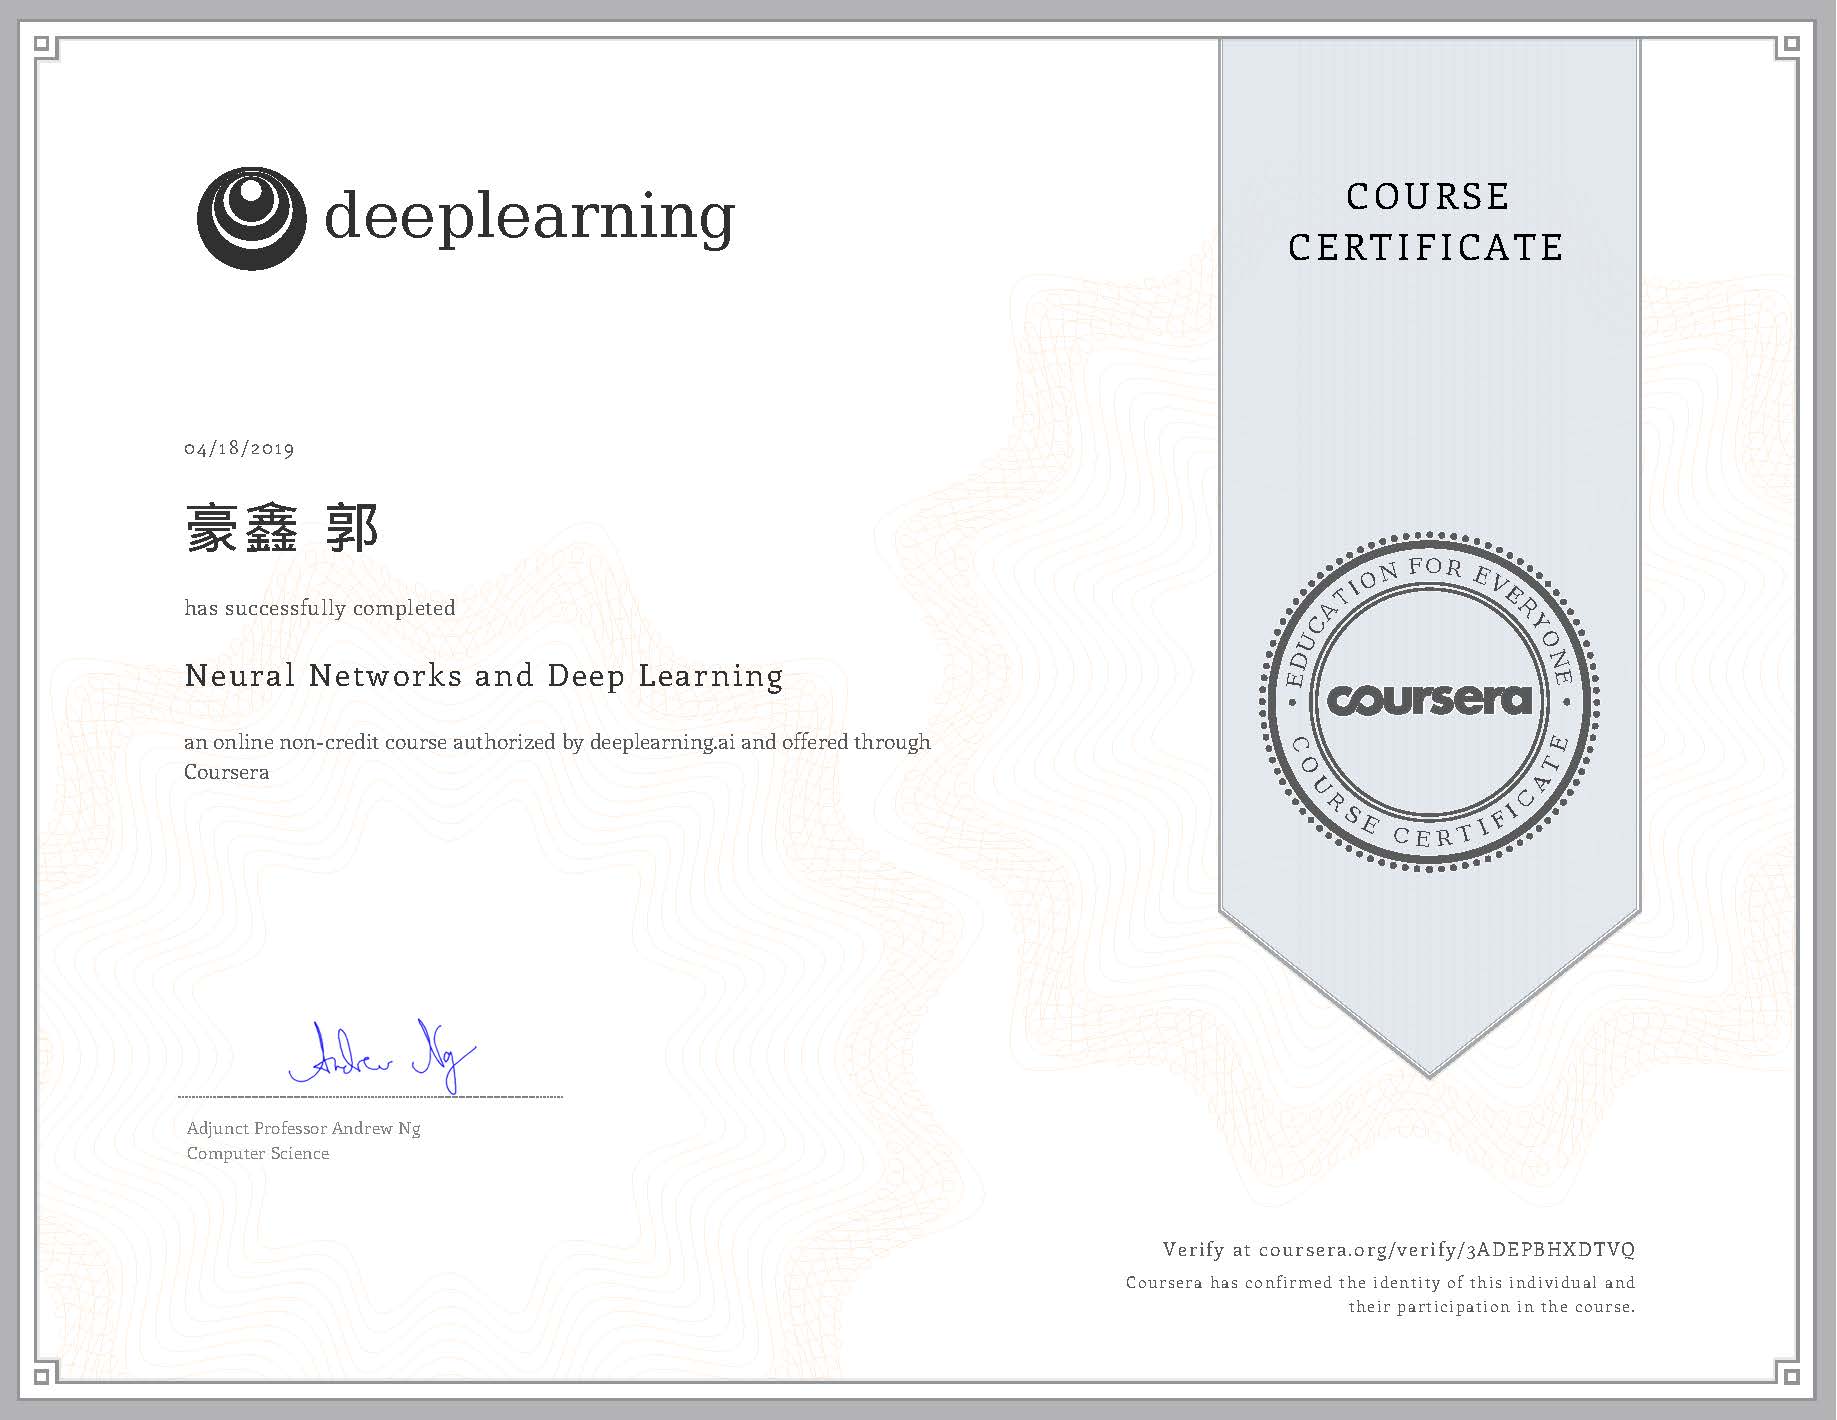 deeplearning
COURSE
CERTIFICATE
04/18/2019
豪鑫 郭
has successfully completed
Neural Networks and Deep Learning
an online non-credit course authorized by deeplearning.ai and offered through
Coursera
EDUCATION FOR EVERYONE
coursera
COURSE CERTIFICATE
Andrew Ng
Adjunct Professor Andrew Ng
Computer Science
Verify at coursera.org/verify/3ADEPBHXDTVQ
Coursera has confirmed the identity of this individual and
their participation in the course.